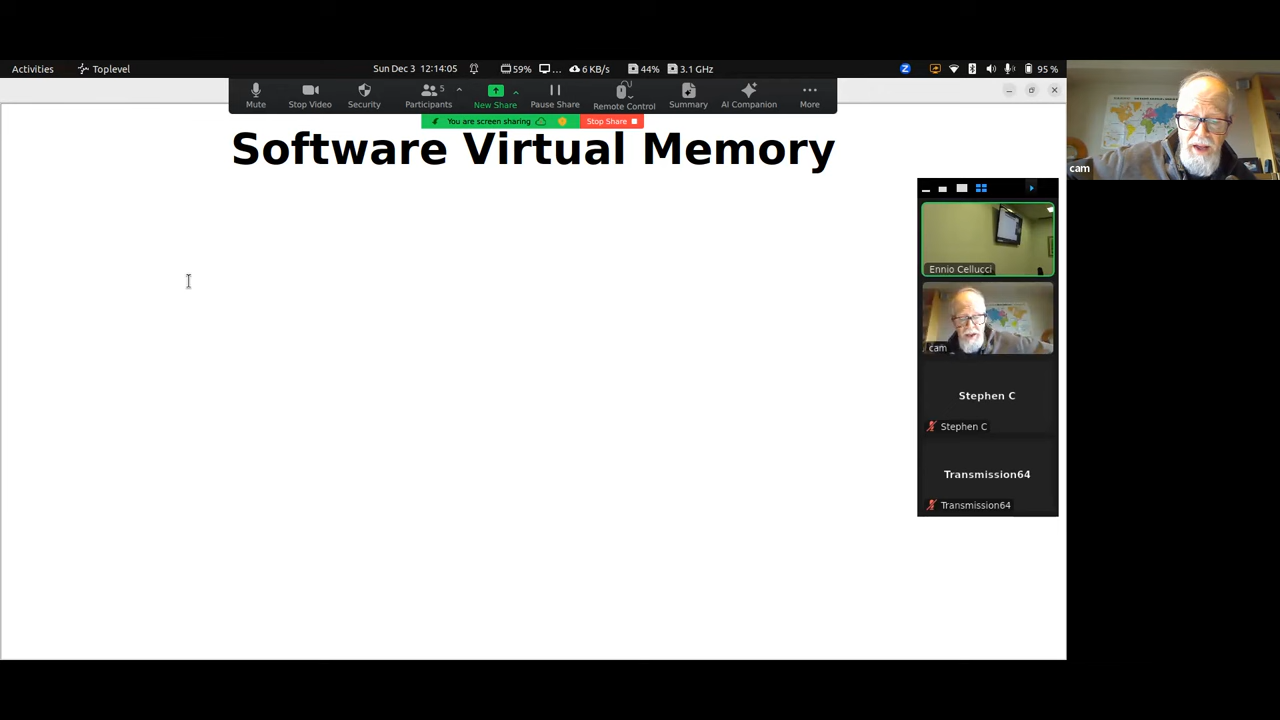 Activities
Toplevel
Sun Dec 3 12:14:05
59%
...
6 KB/s
44%
3.1 GHz
Z
95 %
Mute
Stop Video
Security
5
Participants
New Share
Pause Share
Remote Control
Summary
AI Companion
More
You are screen sharing
Stop Share
Software Virtual Memory
Ennio Cellucci
cam
Stephen C
Stephen C
Transmission64
Transmission64
cam